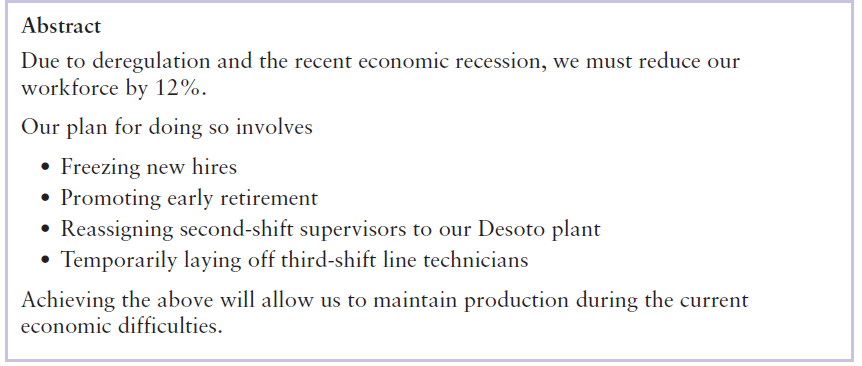 Abstract
Due to deregulation and the recent economic recession, we must reduce our
workforce by 12%.
Our plan for doing so involves
• Freezing new hires
• Promoting early retirement
• Reassigning second-shift supervisors to our Desoto plant
• Temporarily laying off third-shift line technicians
Achieving the above will allow us to maintain production during the current
economic difficulties.